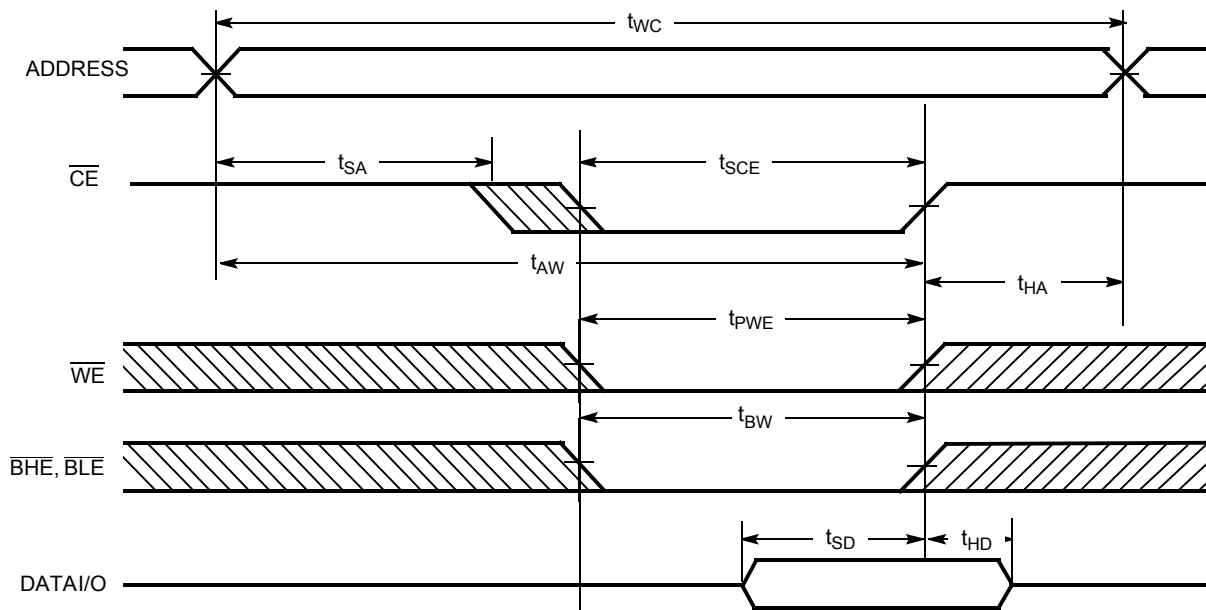 tWC
ADDRESS
tSA
tSCE
CE
tAW
tHA
tPWE
WE
tBW
BHE, BLE
tSD
tHD
DATAI/O